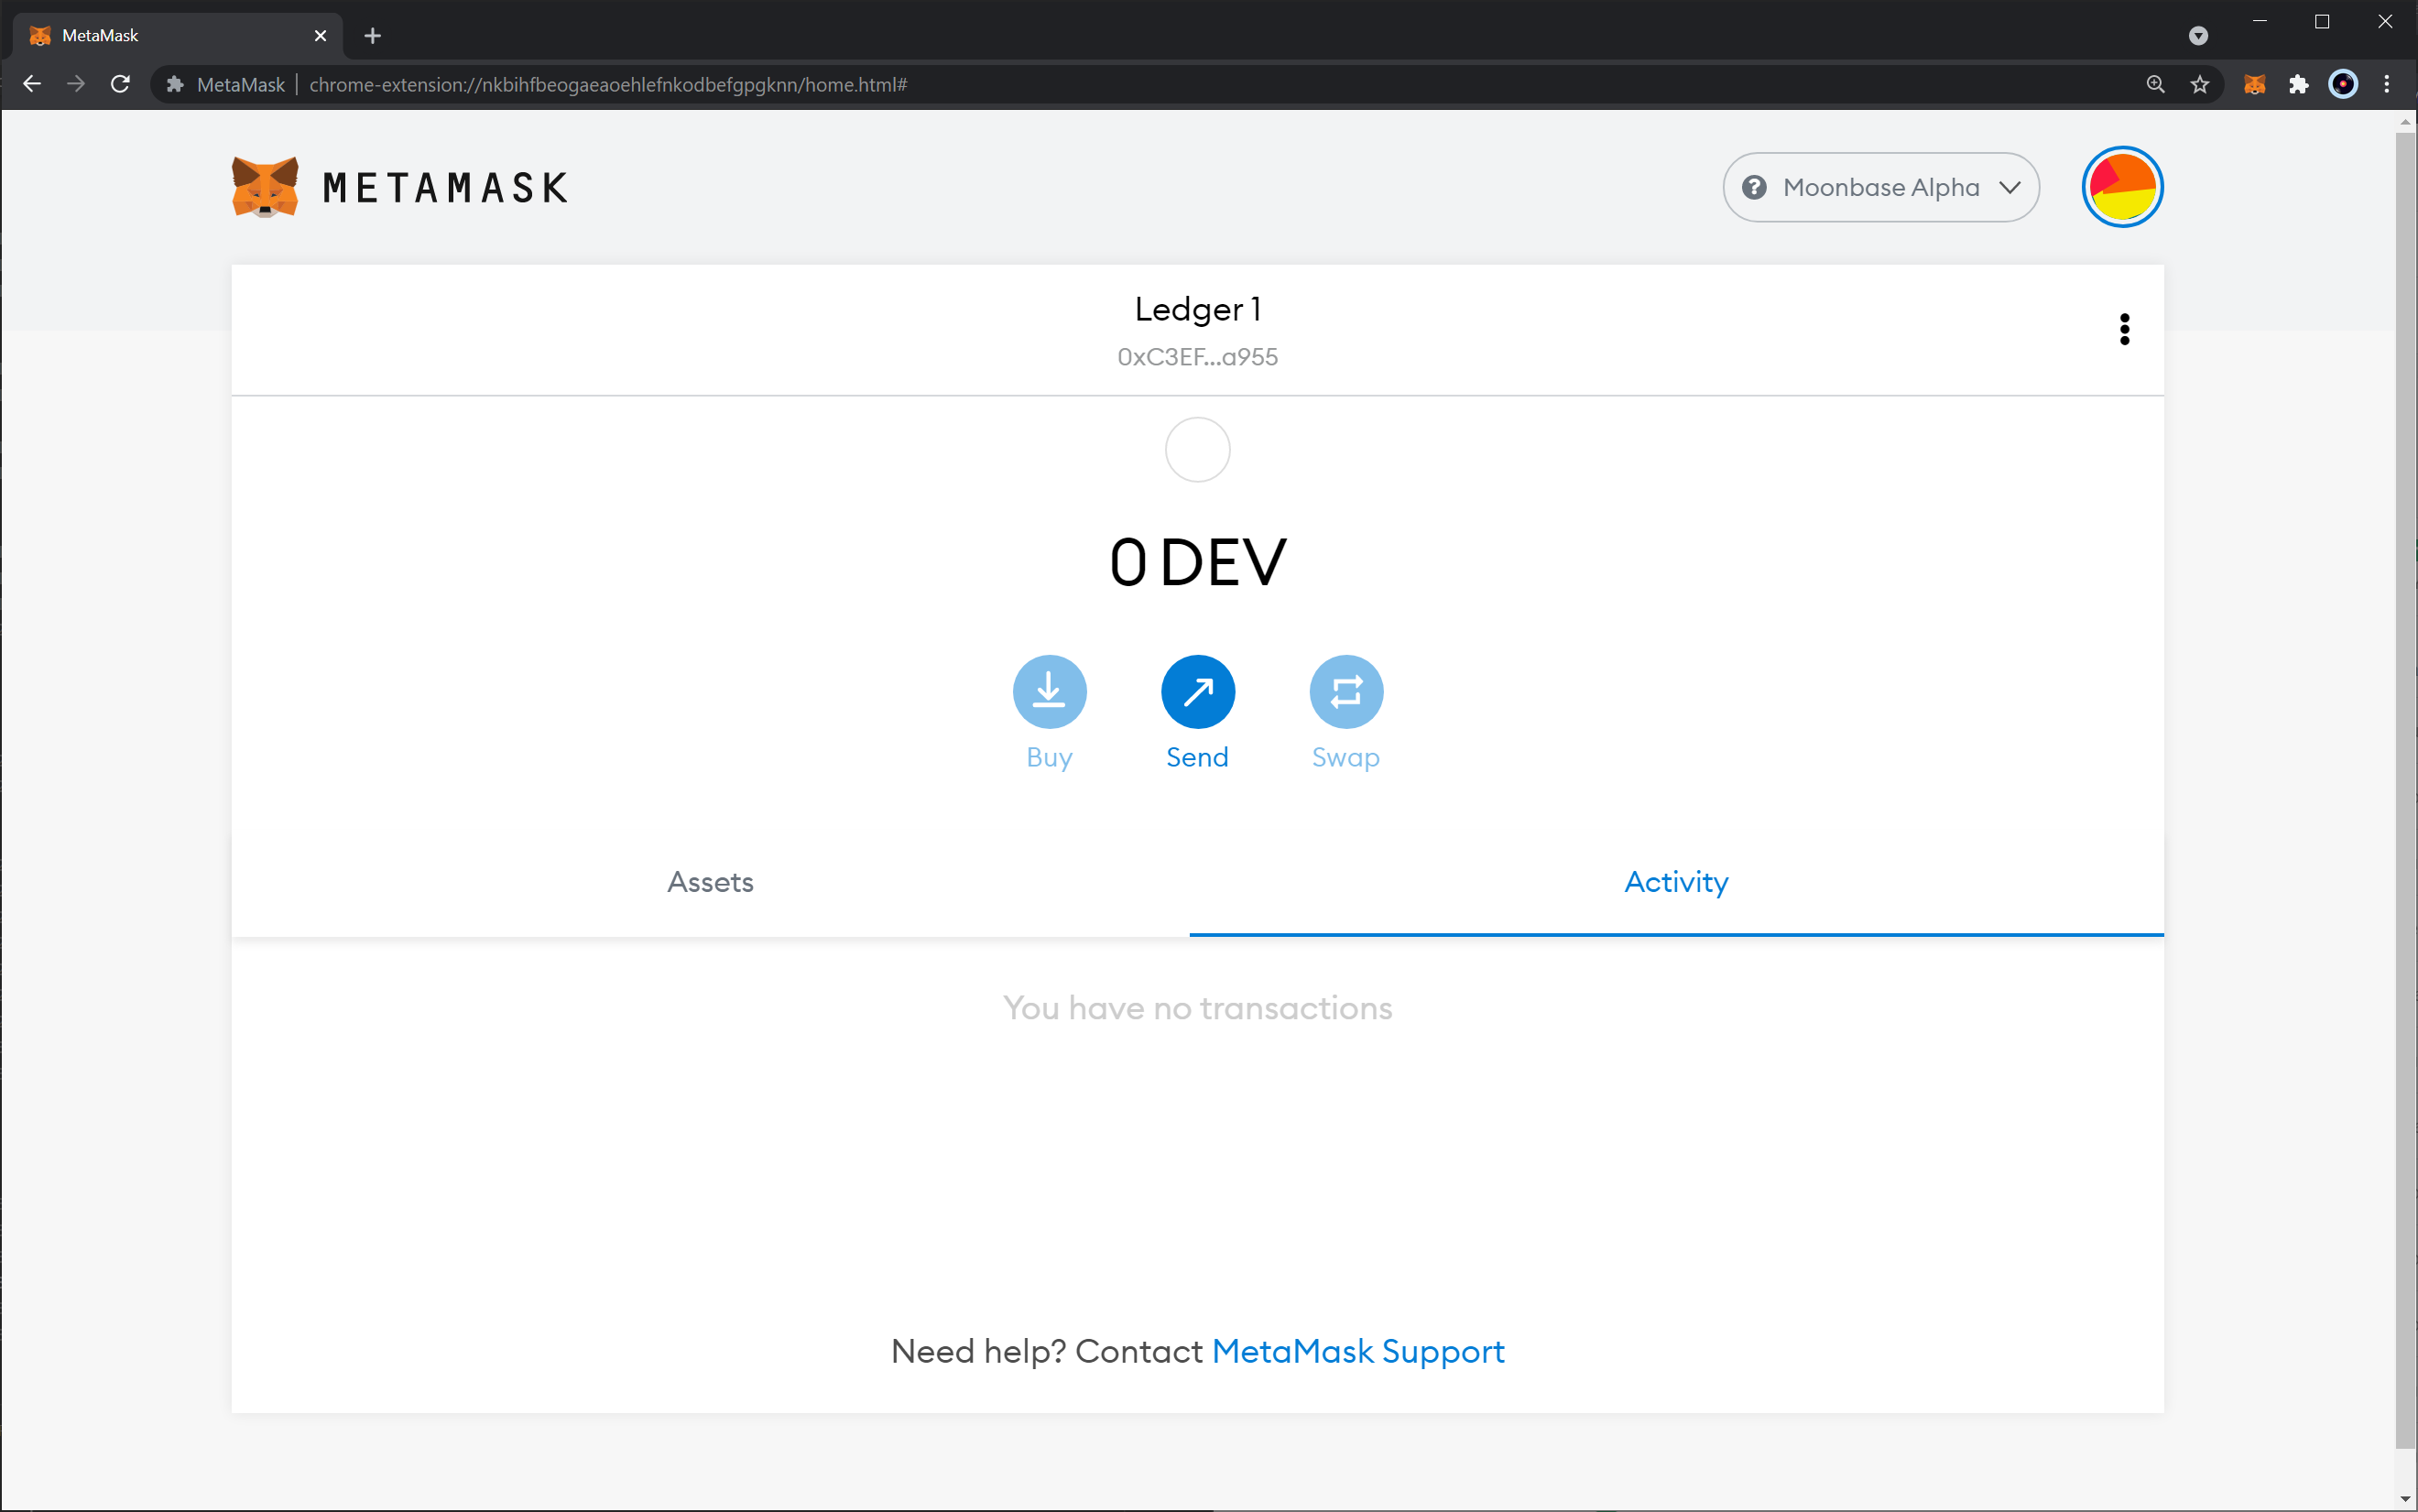 MetaMask
MetaMask | chrome-extension://nkbihfbeogaeaoehlefnkodbefgpgknn/home.html#
METAMASK
? Moonbase Alpha
Ledger 1
0xC3EF...a955
0 DEV
Buy Send Swap
Assets Activity
You have no transactions
Need help? Contact MetaMask Support